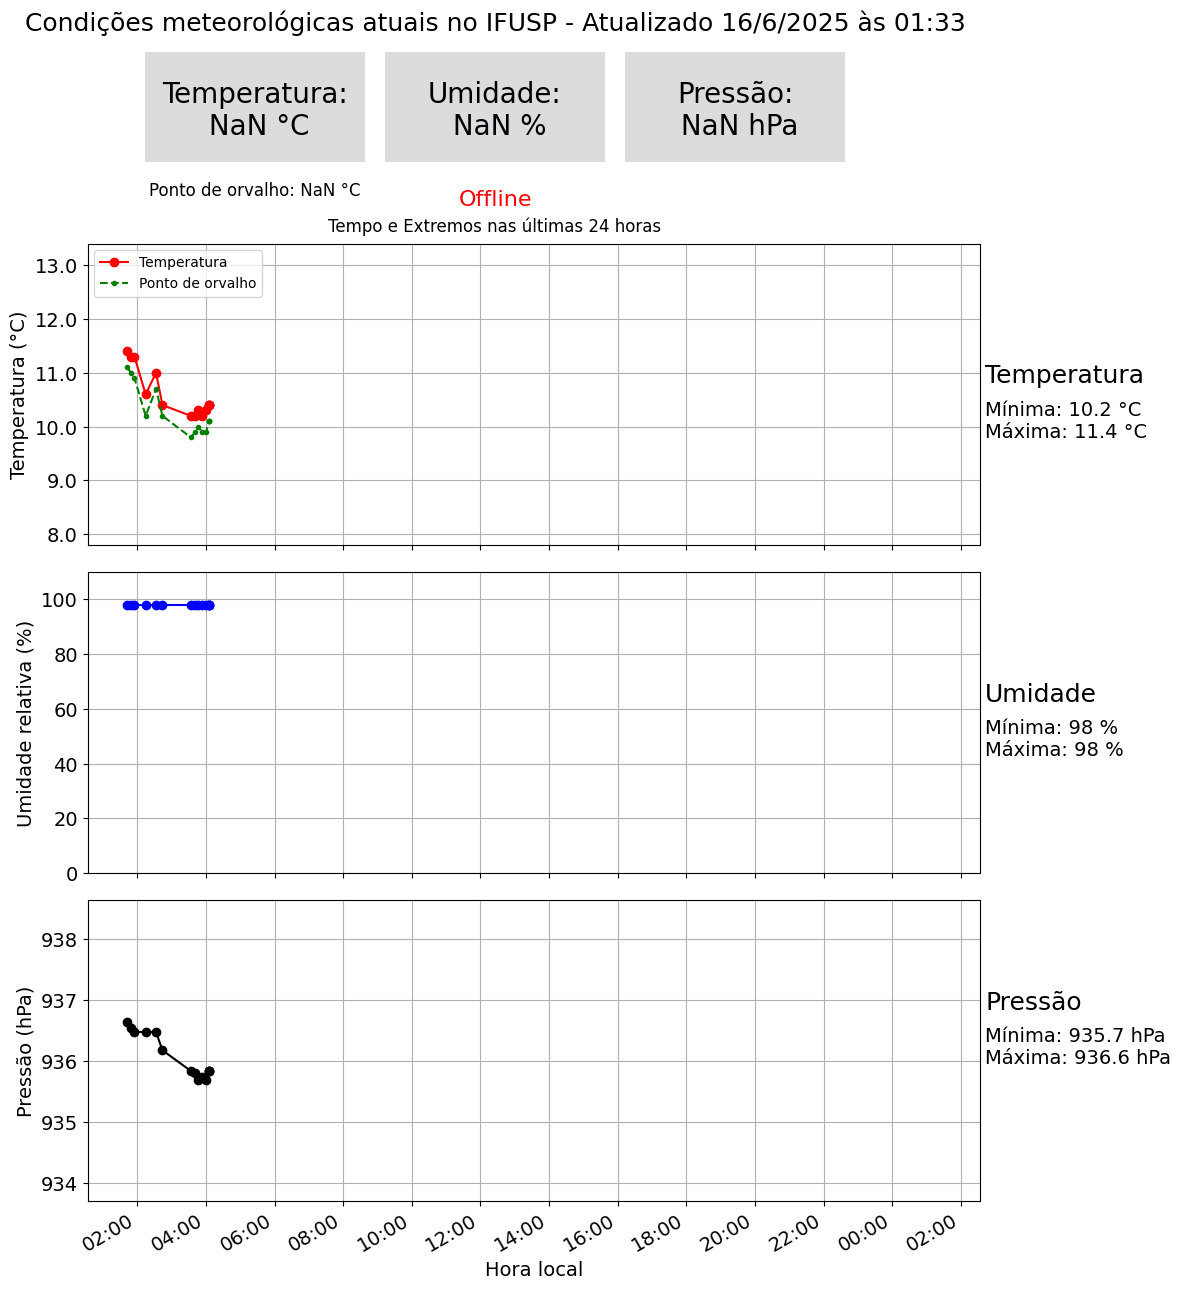 Condições meteorológicas atuais no IFUSP - Atualizado 16/6/2025 às 01:33
Temperatura:
NaN °C
Umidade:
NaN %
Pressão:
NaN hPa
Ponto de orvalho: NaN °C
Offline
Tempo e Extremos nas últimas 24 horas
Temperatura
Ponto de orvalho
Temperatura (°C)
13.0
12.0
11.0
10.0
9.0
8.0
Temperatura
Mínima: 10.2 °C
Máxima: 11.4 °C
Umidade relativa (%)
100
80
60
40
20
0
Umidade
Mínima: 98 %
Máxima: 98 %
Pressão (hPa)
938
937
936
935
934
Pressão
Mínima: 935.7 hPa
Máxima: 936.6 hPa
02:00 04:00 06:00 08:00 10:00 12:00 14:00 16:00 18:00 20:00 22:00 00:00 02:00
Hora local